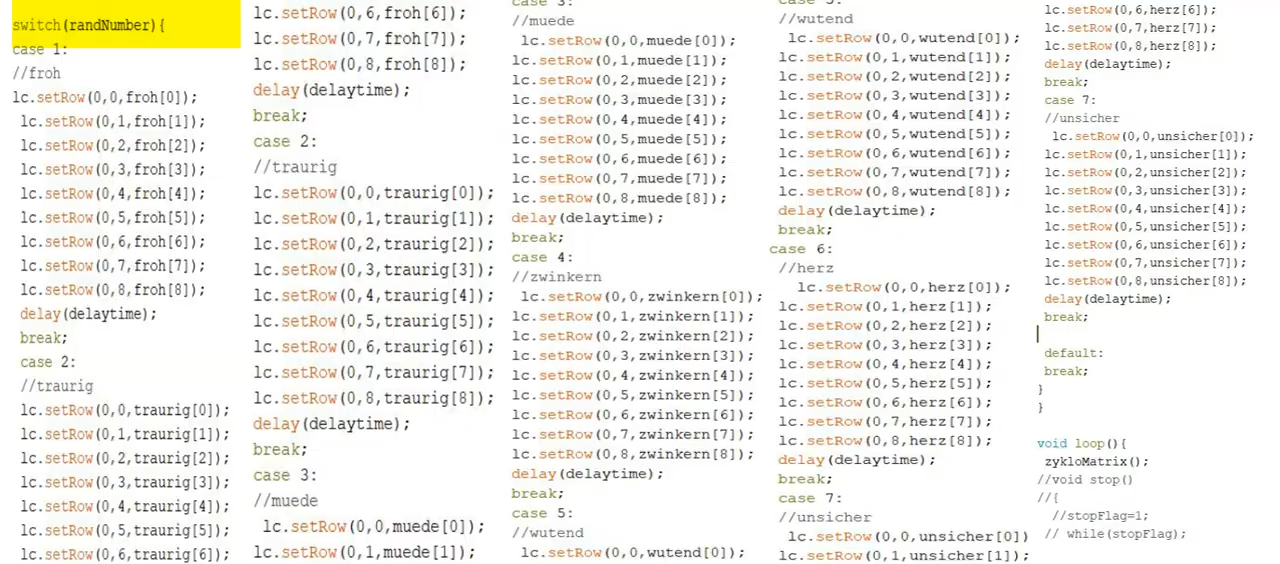 switch(randNumber){
case 1:
//froh
lc.setRow(0,0,froh[0]);
lc.setRow(0,1,froh[1]);
lc.setRow(0,2,froh[2]);
lc.setRow(0,3,froh[3]);
lc.setRow(0,4,froh[4]);
lc.setRow(0,5,froh[5]);
lc.setRow(0,6,froh[6]);
lc.setRow(0,7,froh[7]);
lc.setRow(0,8,froh[8]);
delay(delaytime);
break;
case 2:
//traurig
lc.setRow(0,0,traurig[0]);
lc.setRow(0,1,traurig[1]);
lc.setRow(0,2,traurig[2]);
lc.setRow(0,3,traurig[3]);
lc.setRow(0,4,traurig[4]);
lc.setRow(0,5,traurig[5]);
lc.setRow(0,6,traurig[6]);
lc.setRow(0,6,froh[6]);
lc.setRow(0,7,froh[7]);
lc.setRow(0,8,froh[8]);
delay(delaytime);
break;
case 2:
//traurig
lc.setRow(0,0,traurig[0]);
lc.setRow(0,1,traurig[1]);
lc.setRow(0,2,traurig[2]);
lc.setRow(0,3,traurig[3]);
lc.setRow(0,4,traurig[4]);
lc.setRow(0,5,traurig[5]);
lc.setRow(0,6,traurig[6]);
lc.setRow(0,7,traurig[7]);
lc.setRow(0,8,traurig[8]);
delay(delaytime);
break;
case 3:
//muede
lc.setRow(0,0,muede[0]);
lc.setRow(0,1,muede[1]);
case 3:
//muede
lc.setRow(0,0,muede[0]);
lc.setRow(0,1,muede[1]);
lc.setRow(0,2,muede[2]);
lc.setRow(0,3,muede[3]);
lc.setRow(0,4,muede[4]);
lc.setRow(0,5,muede[5]);
lc.setRow(0,6,muede[6]);
lc.setRow(0,7,muede[7]);
lc.setRow(0,8,muede[8]);
delay(delaytime);
break;
case 4:
//zwinkern
lc.setRow(0,0,zwinkern[0]);
lc.setRow(0,1,zwinkern[1]);
lc.setRow(0,2,zwinkern[2]);
lc.setRow(0,3,zwinkern[3]);
lc.setRow(0,4,zwinkern[4]);
lc.setRow(0,5,zwinkern[5]);
lc.setRow(0,6,zwinkern[6]);
lc.setRow(0,7,zwinkern[7]);
lc.setRow(0,8,zwinkern[8]);
delay(delaytime);
break;
case 5:
//wutend
lc.setRow(0,0,wutend[0]);
case 5:
//wutend
lc.setRow(0,0,wutend[0]);
lc.setRow(0,1,wutend[1]);
lc.setRow(0,2,wutend[2]);
lc.setRow(0,3,wutend[3]);
lc.setRow(0,4,wutend[4]);
lc.setRow(0,5,wutend[5]);
lc.setRow(0,6,wutend[6]);
lc.setRow(0,7,wutend[7]);
lc.setRow(0,8,wutend[8]);
delay(delaytime);
break;
case 6:
//herz
lc.setRow(0,0,herz[0]);
lc.setRow(0,1,herz[1]);
lc.setRow(0,2,herz[2]);
lc.setRow(0,3,herz[3]);
lc.setRow(0,4,herz[4]);
lc.setRow(0,5,herz[5]);
lc.setRow(0,6,herz[6]);
lc.setRow(0,7,herz[7]);
lc.setRow(0,8,herz[8]);
delay(delaytime);
break;
case 7:
//unsicher
lc.setRow(0,0,unsicher[0])
lc.setRow(0,1,unsicher[1]);
lc.setRow(0,6,herz[6]);
lc.setRow(0,7,herz[7]);
lc.setRow(0,8,herz[8]);
delay(delaytime);
break;
case 7:
//unsicher
lc.setRow(0,0,unsicher[0]);
lc.setRow(0,1,unsicher[1]);
lc.setRow(0,2,unsicher[2]);
lc.setRow(0,3,unsicher[3]);
lc.setRow(0,4,unsicher[4]);
lc.setRow(0,5,unsicher[5]);
lc.setRow(0,6,unsicher[6]);
lc.setRow(0,7,unsicher[7]);
lc.setRow(0,8,unsicher[8]);
delay(delaytime);
break;
default:
break;
}
}
void loop(){
zykloMatrix();
//void stop()
//{
//stopFlag=1;
// while(stopFlag);